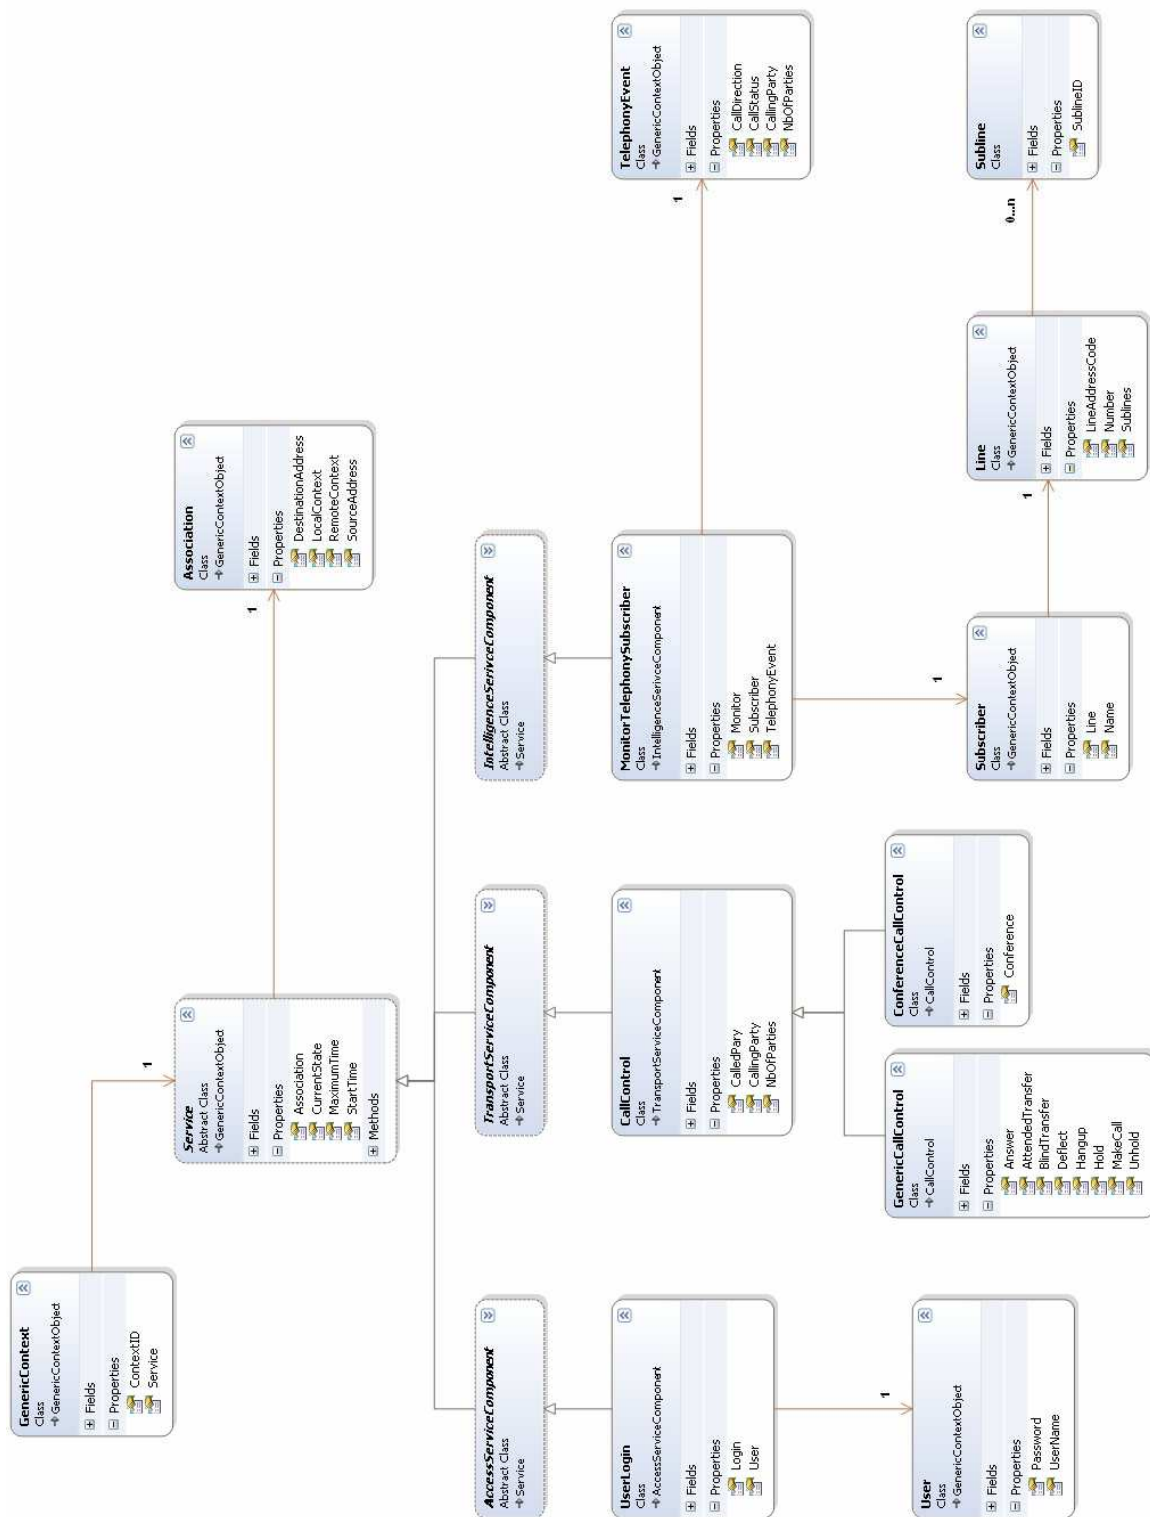 GenericContext
Class
GenericContextObject
Fields
Properties
ContextID
Service
1
Service
Abstract Class
GenericContextObject
Fields
Properties
Association
CurrentState
MaximumTime
StartTime
Methods
1
Association
Class
GenericContextObject
Fields
Properties
DestinationAddress
LocalContext
RemoteContext
SourceAddress
AccessServiceComponent
Abstract Class
Service
TransportServiceComponent
Abstract Class
Service
IntelligenceSerivceComponent
Abstract Class
Service
UserLogin
Class
AccessServiceComponent
Fields
Properties
Login
User
CallControl
Class
TransportServiceComponent
Fields
Properties
CalledPary
CallingParty
NbOfParties
MonitorTelephonySubscriber
Class
IntelligenceSerivceComponent
Fields
Properties
Monitor
Subscriber
TelephonyEvent
1
TelephonyEvent
Class
GenericContextObject
Fields
Properties
CallDirection
CallStatus
CallingParty
NbOfParties
1
User
Class
GenericContextObject
Fields
Properties
Password
UserName
GenericCallControl
Class
CallControl
Fields
Properties
Answer
AttendedTransfer
BlindTransfer
Deflect
Hangup
Hold
MakeCall
Unhold
ConferenceCallControl
Class
CallControl
Fields
Properties
Conference
1
Subscriber
Class
GenericContextObject
Fields
Properties
Line
Name
1
Line
Class
GenericContextObject
Fields
Properties
LineAddressCode
Number
Sublines
0...n
Subline
Class
Fields
Properties
SublineID